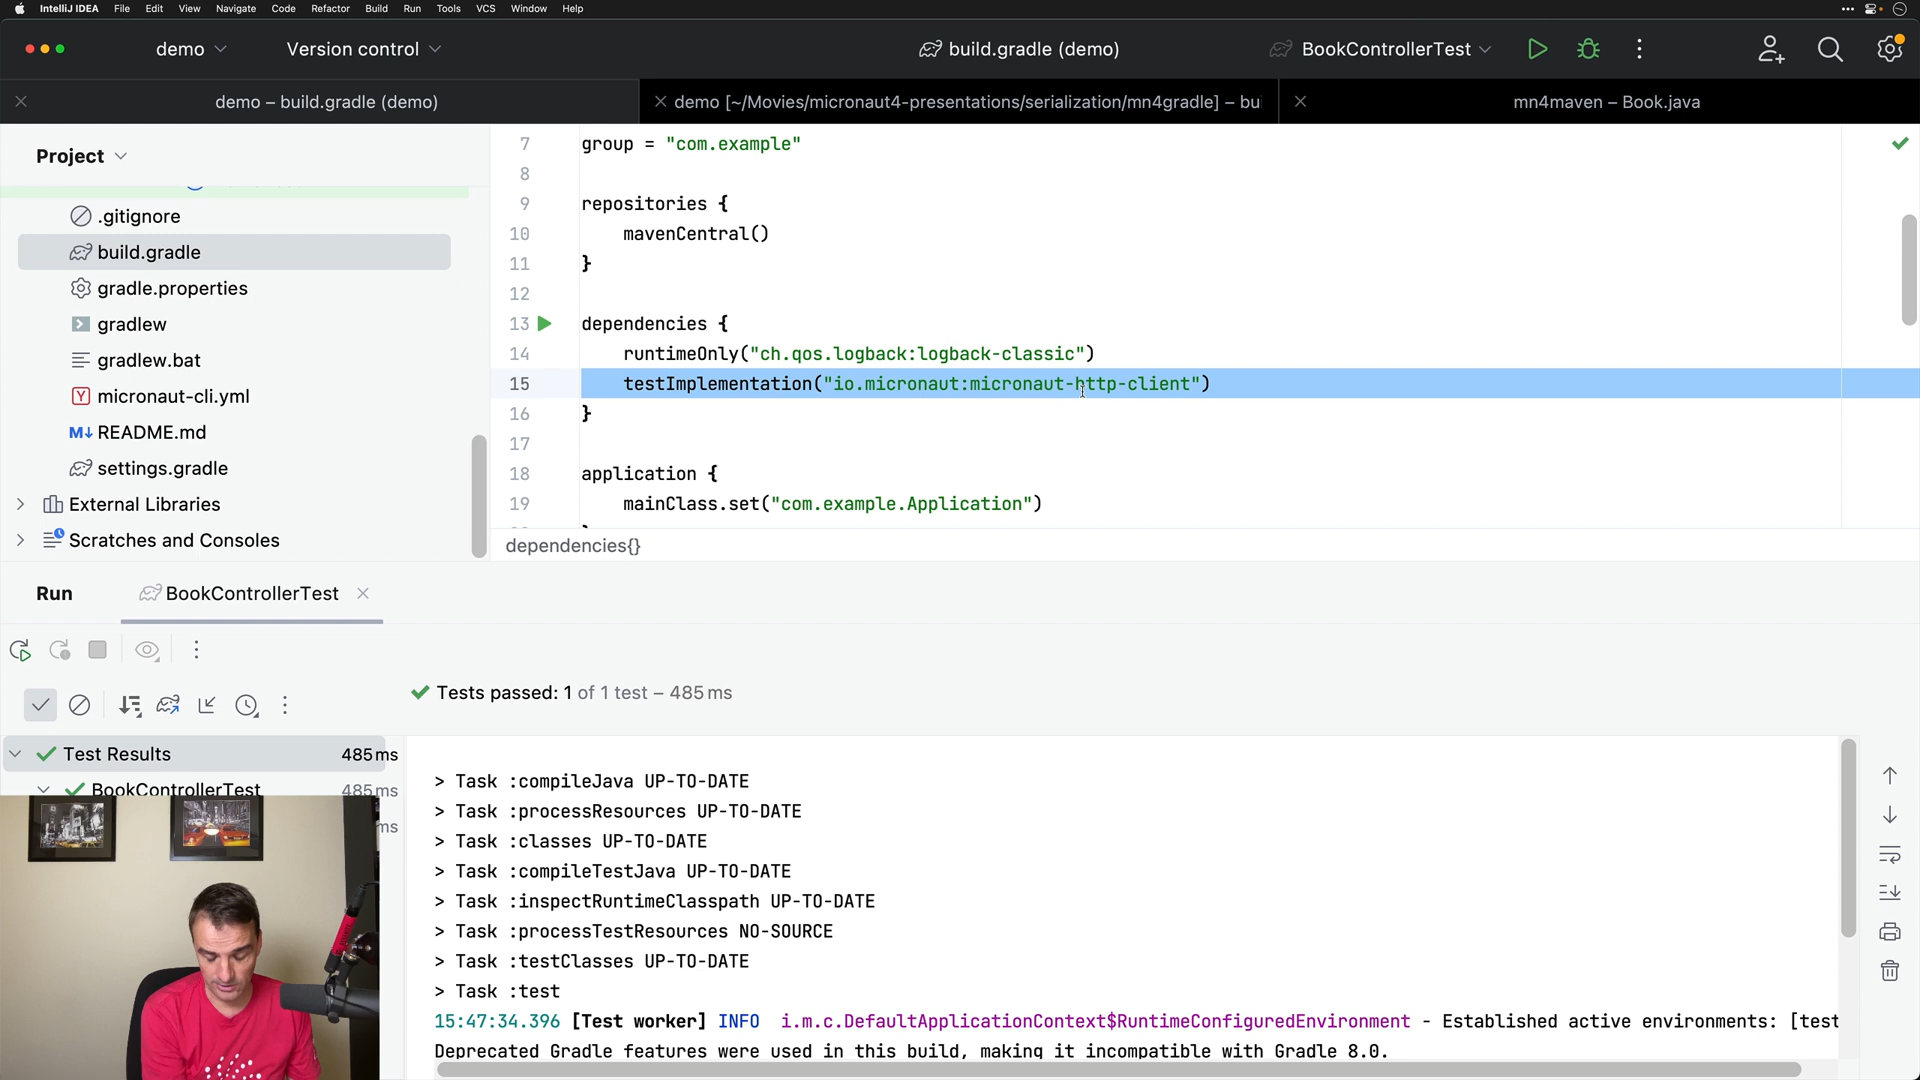 IntelliJ IDEA File Edit View Navigate Code Refactor Build Run Tools VCS Window Help
demo Version control build.gradle (demo) BookControllerTest
demo – build.gradle (demo) demo [~/Movies/micronaut4-presentations/serialization/mn4gradle] – bu mn4maven – Book.java
Project
.gitignore
build.gradle
gradle.properties
gradlew
gradlew.bat
micronaut-cli.yml
README.md
settings.gradle
External Libraries
Scratches and Consoles
7 group = "com.example"
8
9 repositories {
10 mavenCentral()
11 }
12
13 dependencies {
14 runtimeOnly("ch.qos.logback:logback-classic")
15 testImplementation("io.micronaut:micronaut-http-client")
16 }
17
18 application {
19 mainClass.set("com.example.Application")
dependencies{}
Run BookControllerTest
Tests passed: 1 of 1 test – 485 ms
Test Results 485 ms
BookControllerTest 485 ms
ms
> Task :compileJava UP-TO-DATE
> Task :processResources UP-TO-DATE
> Task :classes UP-TO-DATE
> Task :compileTestJava UP-TO-DATE
> Task :inspectRuntimeClasspath UP-TO-DATE
> Task :processTestResources NO-SOURCE
> Task :testClasses UP-TO-DATE
> Task :test
15:47:34.396 [Test worker] INFO i.m.c.DefaultApplicationContext$RuntimeConfiguredEnvironment - Established active environments: [test
Deprecated Gradle features were used in this build, making it incompatible with Gradle 8.0.